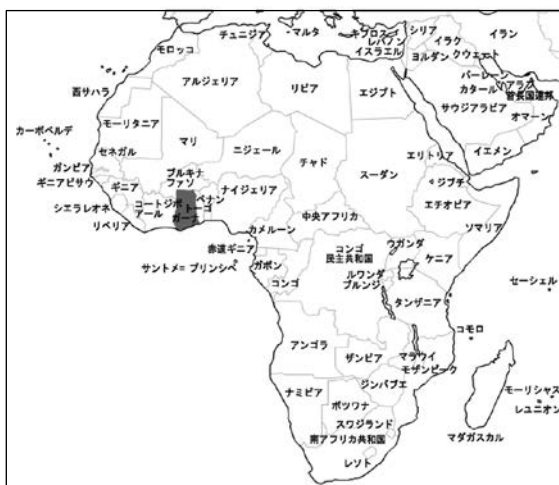 チュニジア
マルタ
キプロス
シリア
レバノン
イスラエル
イラク
イラン
モロッコ
ヨルダン
クウェート
アルジェリア
リビア
エジプト
バーレーン
カタール
アラブ
首長国連邦
サウジアラビア
オマーン
西サハラ
モーリタニア
カーボベルデ
マリ
ニジェール
チャド
スーダン
エリトリア
イエメン
セネガル
ガンビア
ギニアビサウ
ギニア
ブルキナ
ファソ
ベナン
ナイジェリア
ジブチ
エチオピア
シエラレオネ
コートジボ
アール
トーゴ
ガーナ
リベリア
カメルーン
中央アフリカ
ソマリア
赤道ギニア
サントメ=プリンシペ
ガボン
コンゴ
コンゴ
民主共和国
ウガンダ
ケニア
ルワンダ
ブルンジ
タンザニア
セーシェル
コモロ
アンゴラ
ザンビア
マラウイ
モザンビーク
ナミビア
ジンバブエ
ボツワナ
モーリシャス
レユニオン
スワジランド
南アフリカ共和国
マダガスカル
レソト